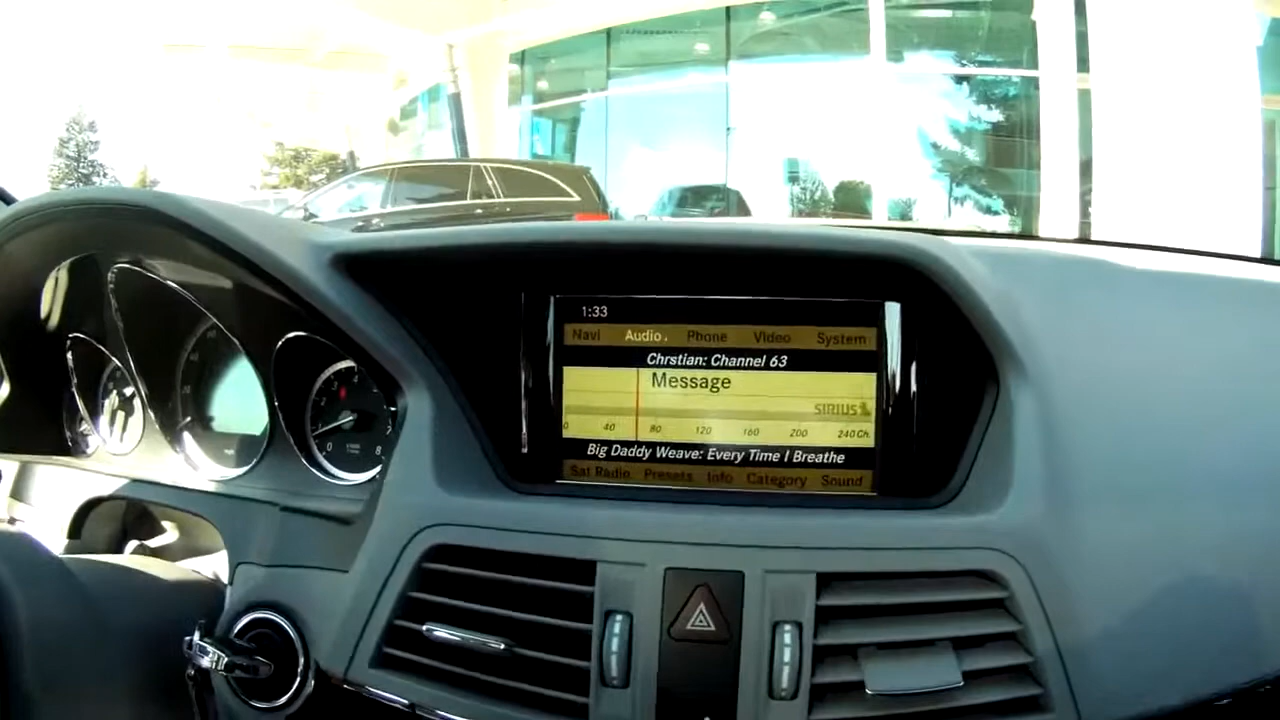 1:33
Navi Audio Phone Video System
Chrstian: Channel 63
Message
SIRIUS
0 40 80 120 160 200 240 Ch.
Big Daddy Weave: Every Time I Breathe
Sat Radio Presets Info Category Sound